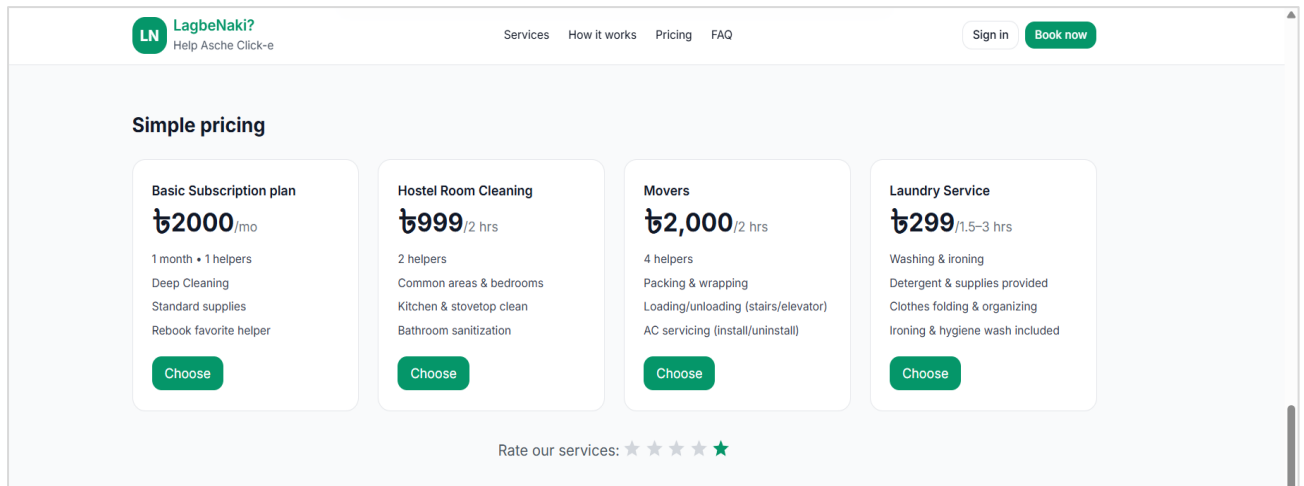 LN
LagbeNaki?
Help Asche Click-e
Services
How it works
Pricing
FAQ
Sign in
Book now
Simple pricing
Basic Subscription plan
৳2000/mo
1 month • 1 helpers
Deep Cleaning
Standard supplies
Rebook favorite helper
Choose
Hostel Room Cleaning
৳999/2 hrs
2 helpers
Common areas & bedrooms
Kitchen & stovetop clean
Bathroom sanitization
Choose
Movers
৳2,000/2 hrs
4 helpers
Packing & wrapping
Loading/unloading (stairs/elevator)
AC servicing (install/uninstall)
Choose
Laundry Service
৳299/1.5–3 hrs
Washing & ironing
Detergent & supplies provided
Clothes folding & organizing
Ironing & hygiene wash included
Choose
Rate our services: